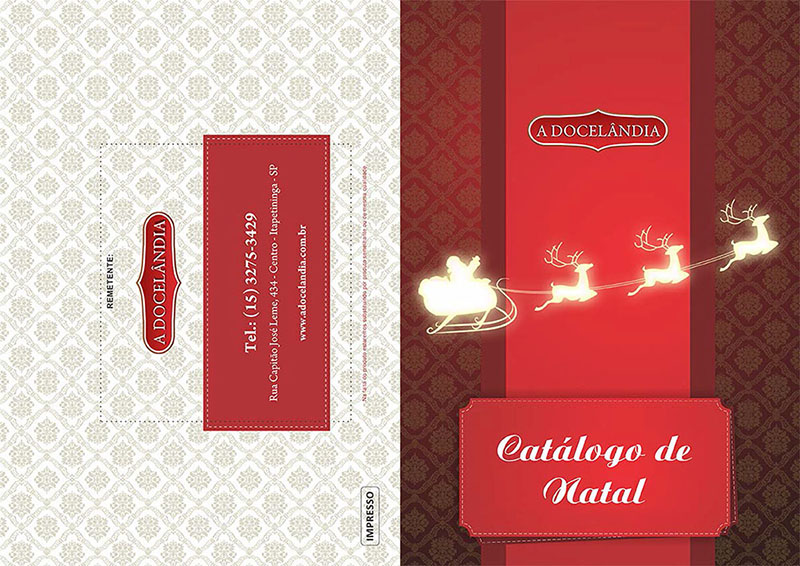 REMETENTE:
A DOCELÂNDIA
Tel.: (15) 3275-3429
Rua Capitão José Leme, 434 - Centro - Itapetininga - SP
www.adocelandia.com.br
IMPRESSO
A DOCELÂNDIA
Catálogo de
Natal